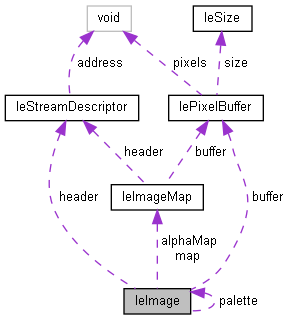 void
leSize
address
pixels
size
leStreamDescriptor
lePixelBuffer
header
buffer
leImageMap
header
alphaMap
map
buffer
leImage
palette